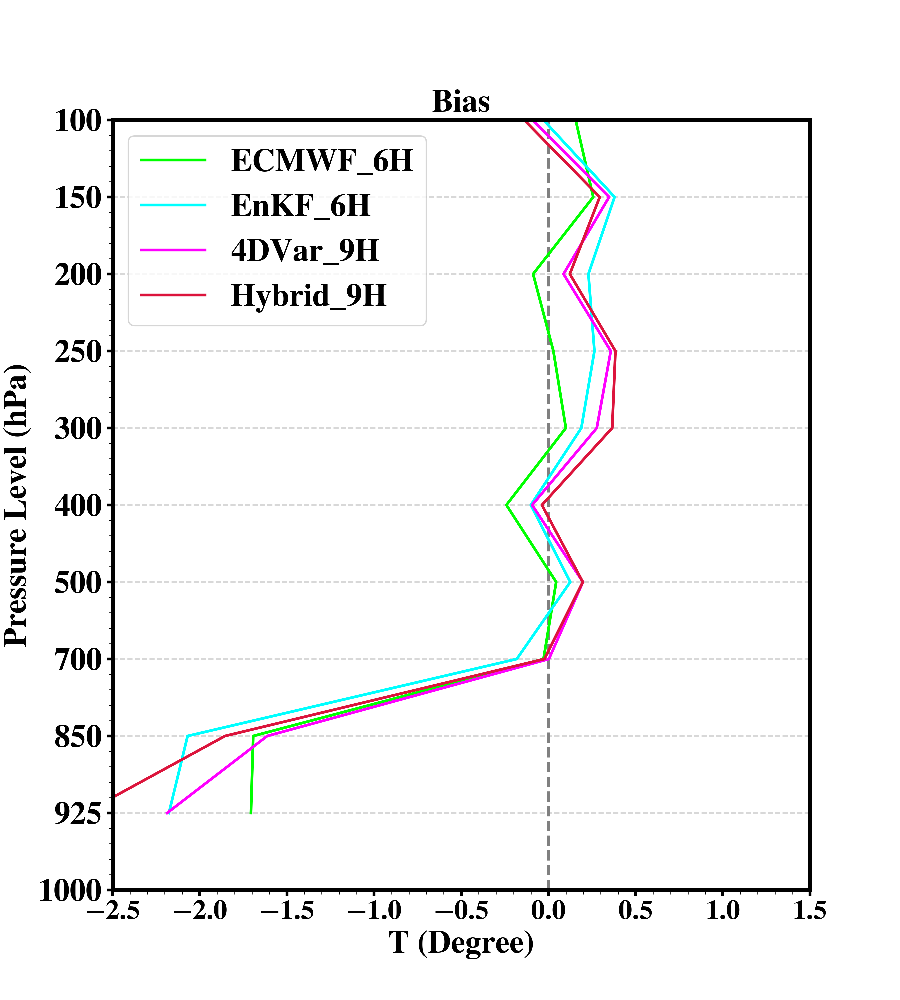 Bias
100
150
200
250
300
400
500
700
850
925
1000
Pressure Level (hPa)
ECMWF_6H
EnKF_6H
4DVar_9H
Hybrid_9H
−2.5 −2.0 −1.5 −1.0 −0.5 0.0 0.5 1.0 1.5
T (Degree)